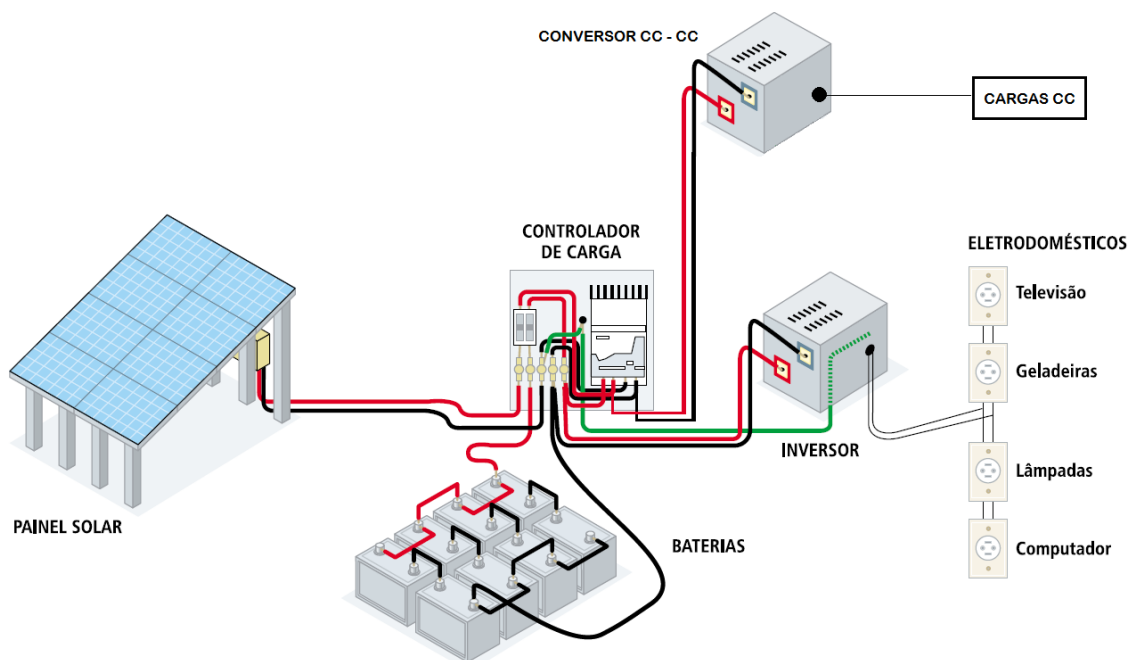 CONVERSOR CC - CC
CARGAS CC
CONTROLADOR
DE CARGA
ELETRODOMÉSTICOS
Televisão
Geladeiras
INVERSOR
Lâmpadas
PAINEL SOLAR
BATERIAS
Computador